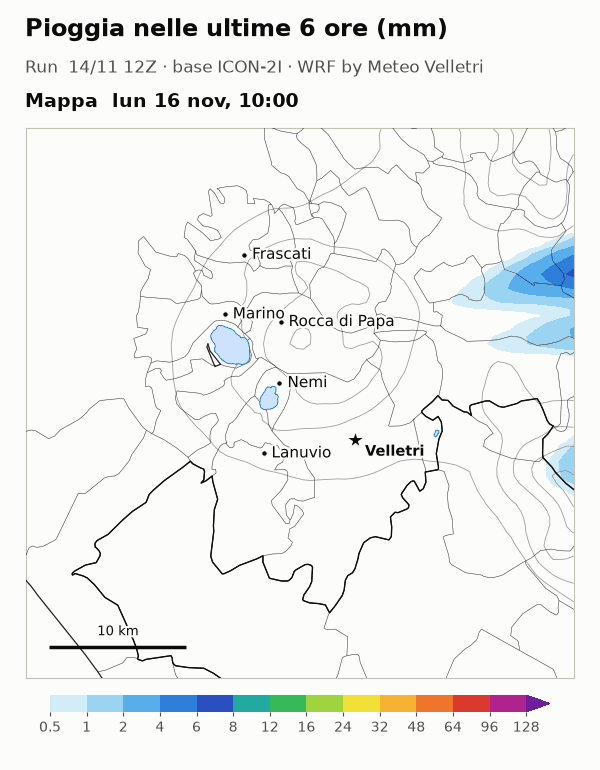 Pioggia nelle ultime 6 ore (mm)
Run 14/11 12Z · base ICON-2I · WRF by Meteo Velletri
Mappa lun 16 nov, 10:00
Frascati
Marino
Rocca di Papa
Nemi
Velletri
Lanuvio
10 km
0.5 1 2 4 6 8 12 16 24 32 48 64 96 128